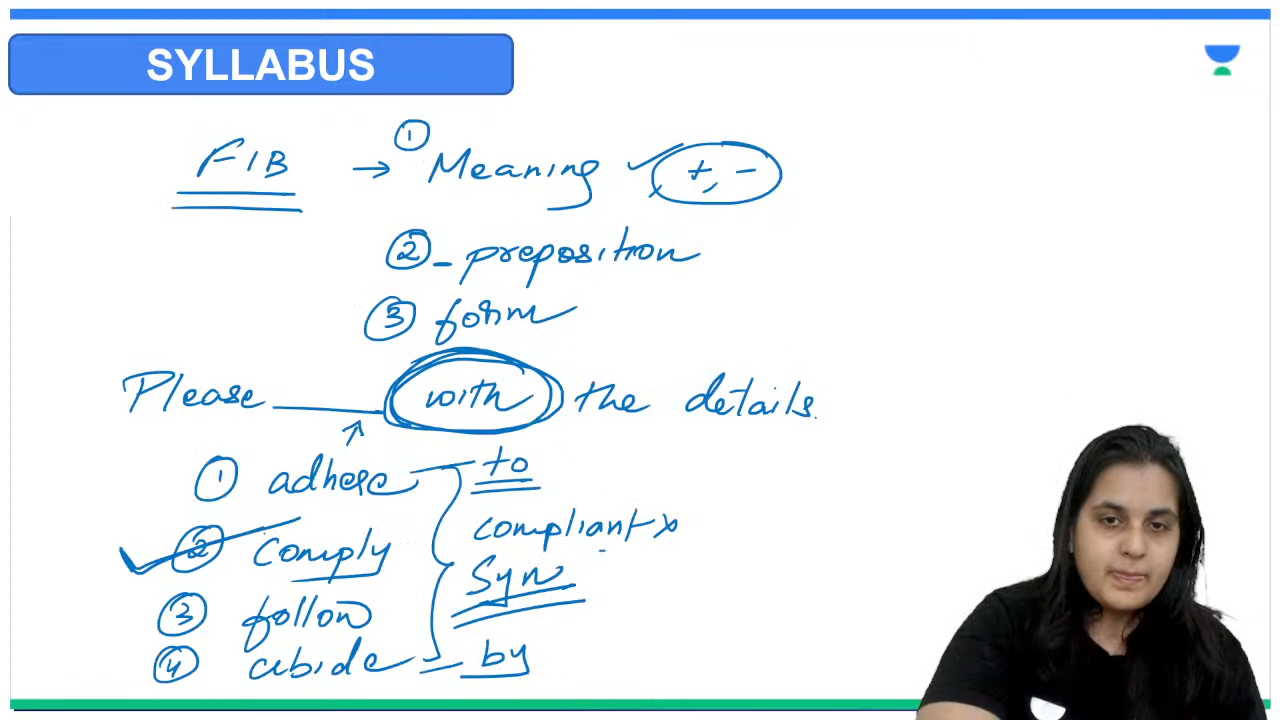 SYLLABUS
FIB → ① Meaning ✓ +, -
② - preposition
③ form
Please ____ with the details.
↑
① adhere — to
② comply compliant x
Syn
③ follow
④ abide — by